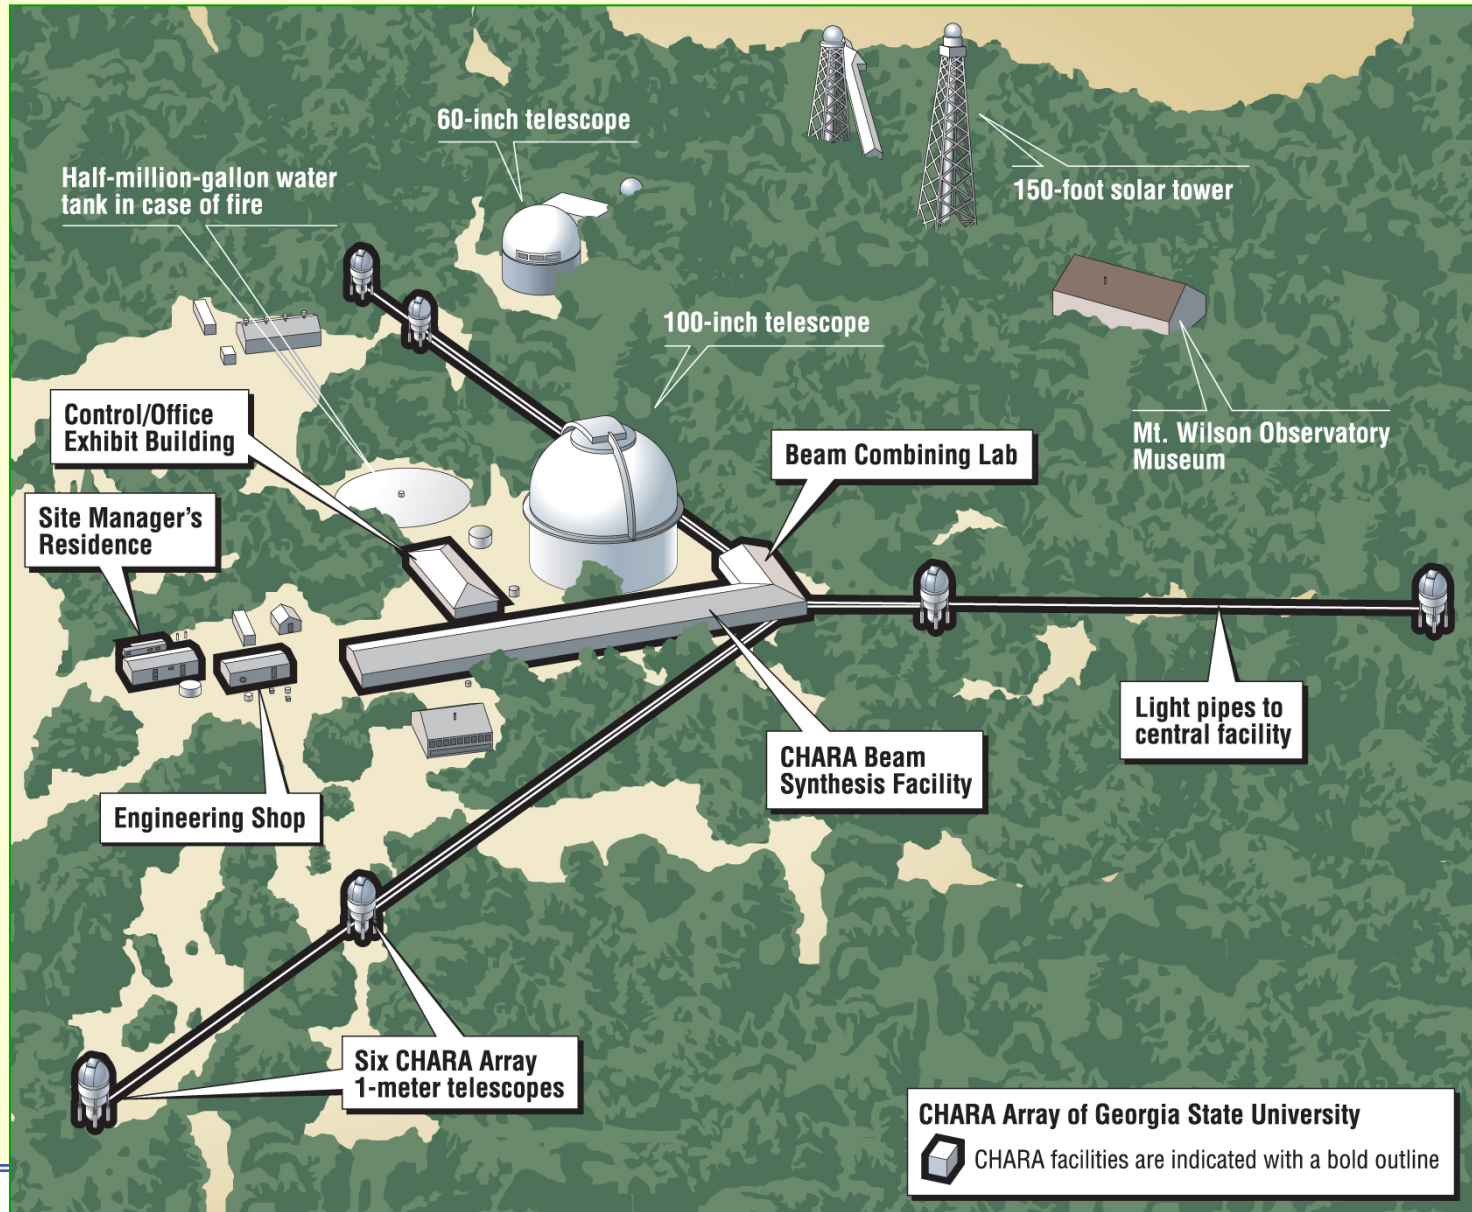 60-inch telescope
Half-million-gallon water
tank in case of fire
150-foot solar tower
100-inch telescope
Control/Office
Exhibit Building
Beam Combining Lab
Mt. Wilson Observatory
Museum
Site Manager's
Residence
Light pipes to
central facility
CHARA Beam
Synthesis Facility
Engineering Shop
Six CHARA Array
1-meter telescopes
CHARA Array of Georgia State University
CHARA facilities are indicated with a bold outline